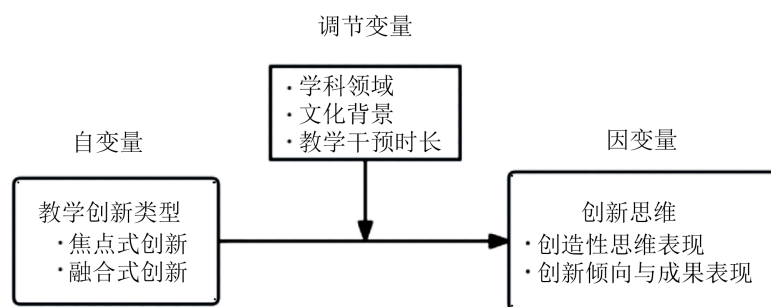 调节变量
·学科领域
·文化背景
·教学干预时长
自变量
教学创新类型
·焦点式创新
·融合式创新
因变量
创新思维
·创造性思维表现
·创新倾向与成果表现